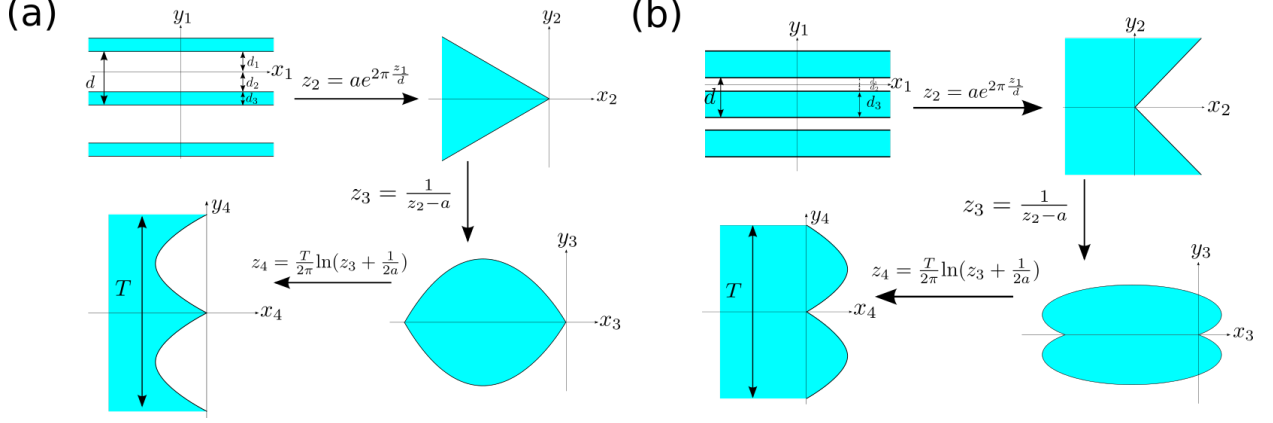 (a)
y₁
d₁
x₁
d
d₂
d₃
z₂ = ae^{2π z₁/d}
y₂
x₂
z₃ = 1/(z₂−a)
y₃
x₃
z₄ = T/2π ln(z₃ + 1/2a)
y₄
T
x₄
(b)
y₁
x₁
d
d₃
z₂ = ae^{2π z₁/d}
y₂
x₂
z₃ = 1/(z₂−a)
y₃
x₃
z₄ = T/2π ln(z₃ + 1/2a)
y₄
T
x₄